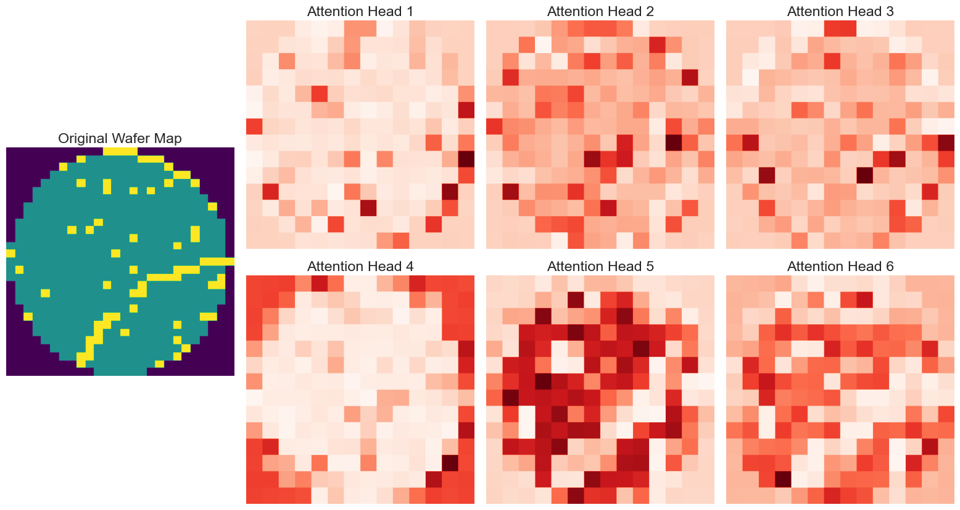 Attention Head 1
Attention Head 2
Attention Head 3
Original Wafer Map
Attention Head 4
Attention Head 5
Attention Head 6